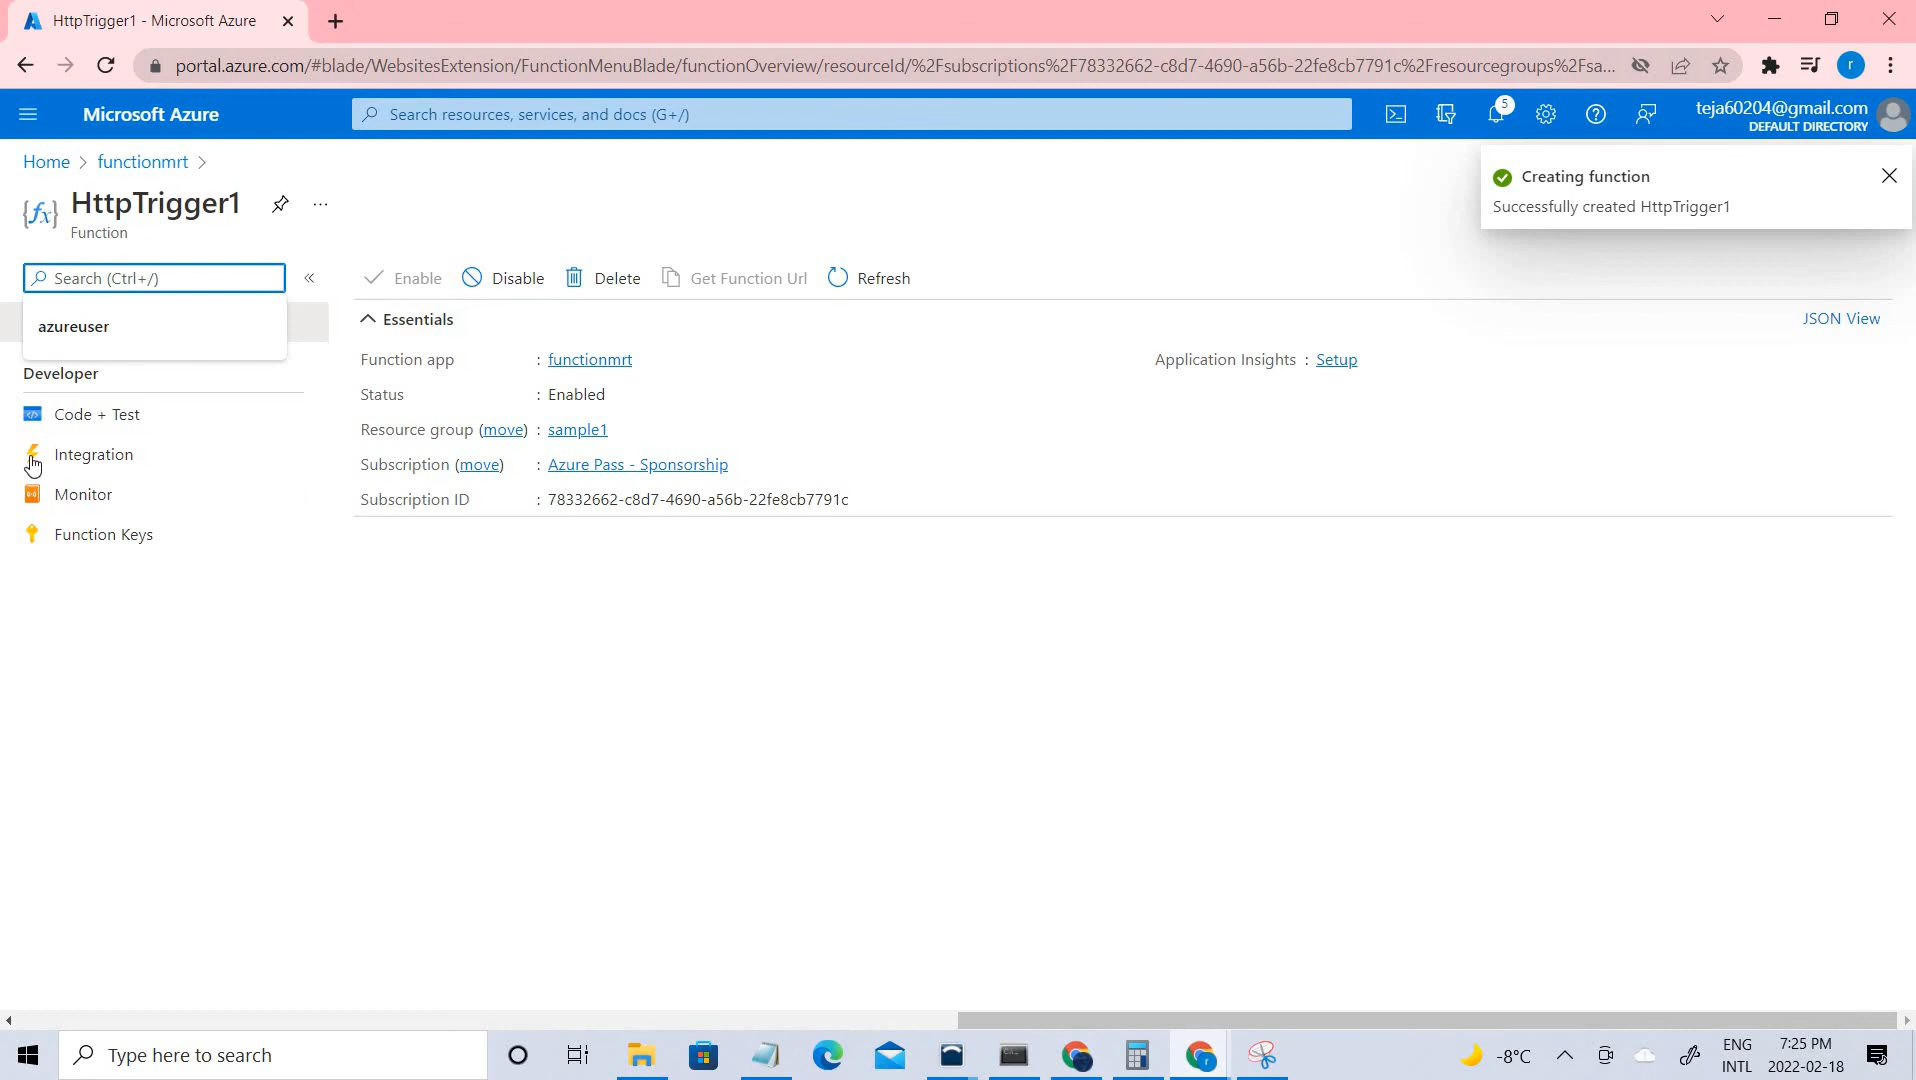 HttpTrigger1 - Microsoft Azure
portal.azure.com/#blade/WebsitesExtension/FunctionMenuBlade/functionOverview/resourceId/%2Fsubscriptions%2F78332662-c8d7-4690-a56b-22fe8cb7791c%2Fresourcegroups%2Fsa...
r
Microsoft Azure
Search resources, services, and docs (G+/)
5
teja60204@gmail.com
DEFAULT DIRECTORY
Home > functionmrt >
HttpTrigger1
Function
Creating function
Successfully created HttpTrigger1
Search (Ctrl+/)
«
Enable
Disable
Delete
Get Function Url
Refresh
azureuser
Essentials
JSON View
Function app : functionmrt
Application Insights : Setup
Status : Enabled
Resource group (move) : sample1
Subscription (move) : Azure Pass - Sponsorship
Subscription ID : 78332662-c8d7-4690-a56b-22fe8cb7791c
Developer
Code + Test
Integration
Monitor
Function Keys
Type here to search
-8°C
ENG
INTL
7:25 PM
2022-02-18